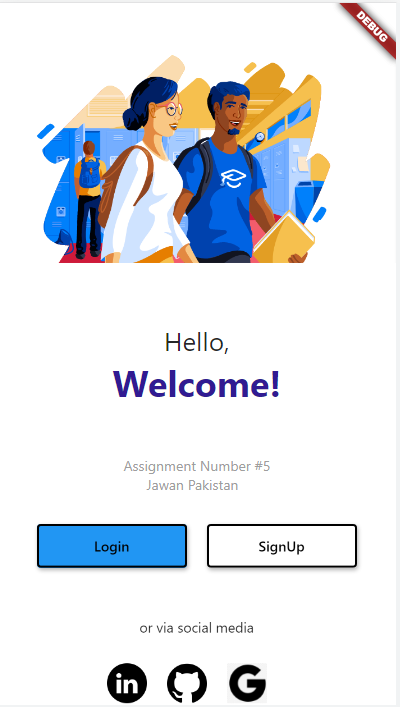 DEBUG
Hello,
Welcome!
Assignment Number #5
Jawan Pakistan
Login
SignUp
or via social media
in
G